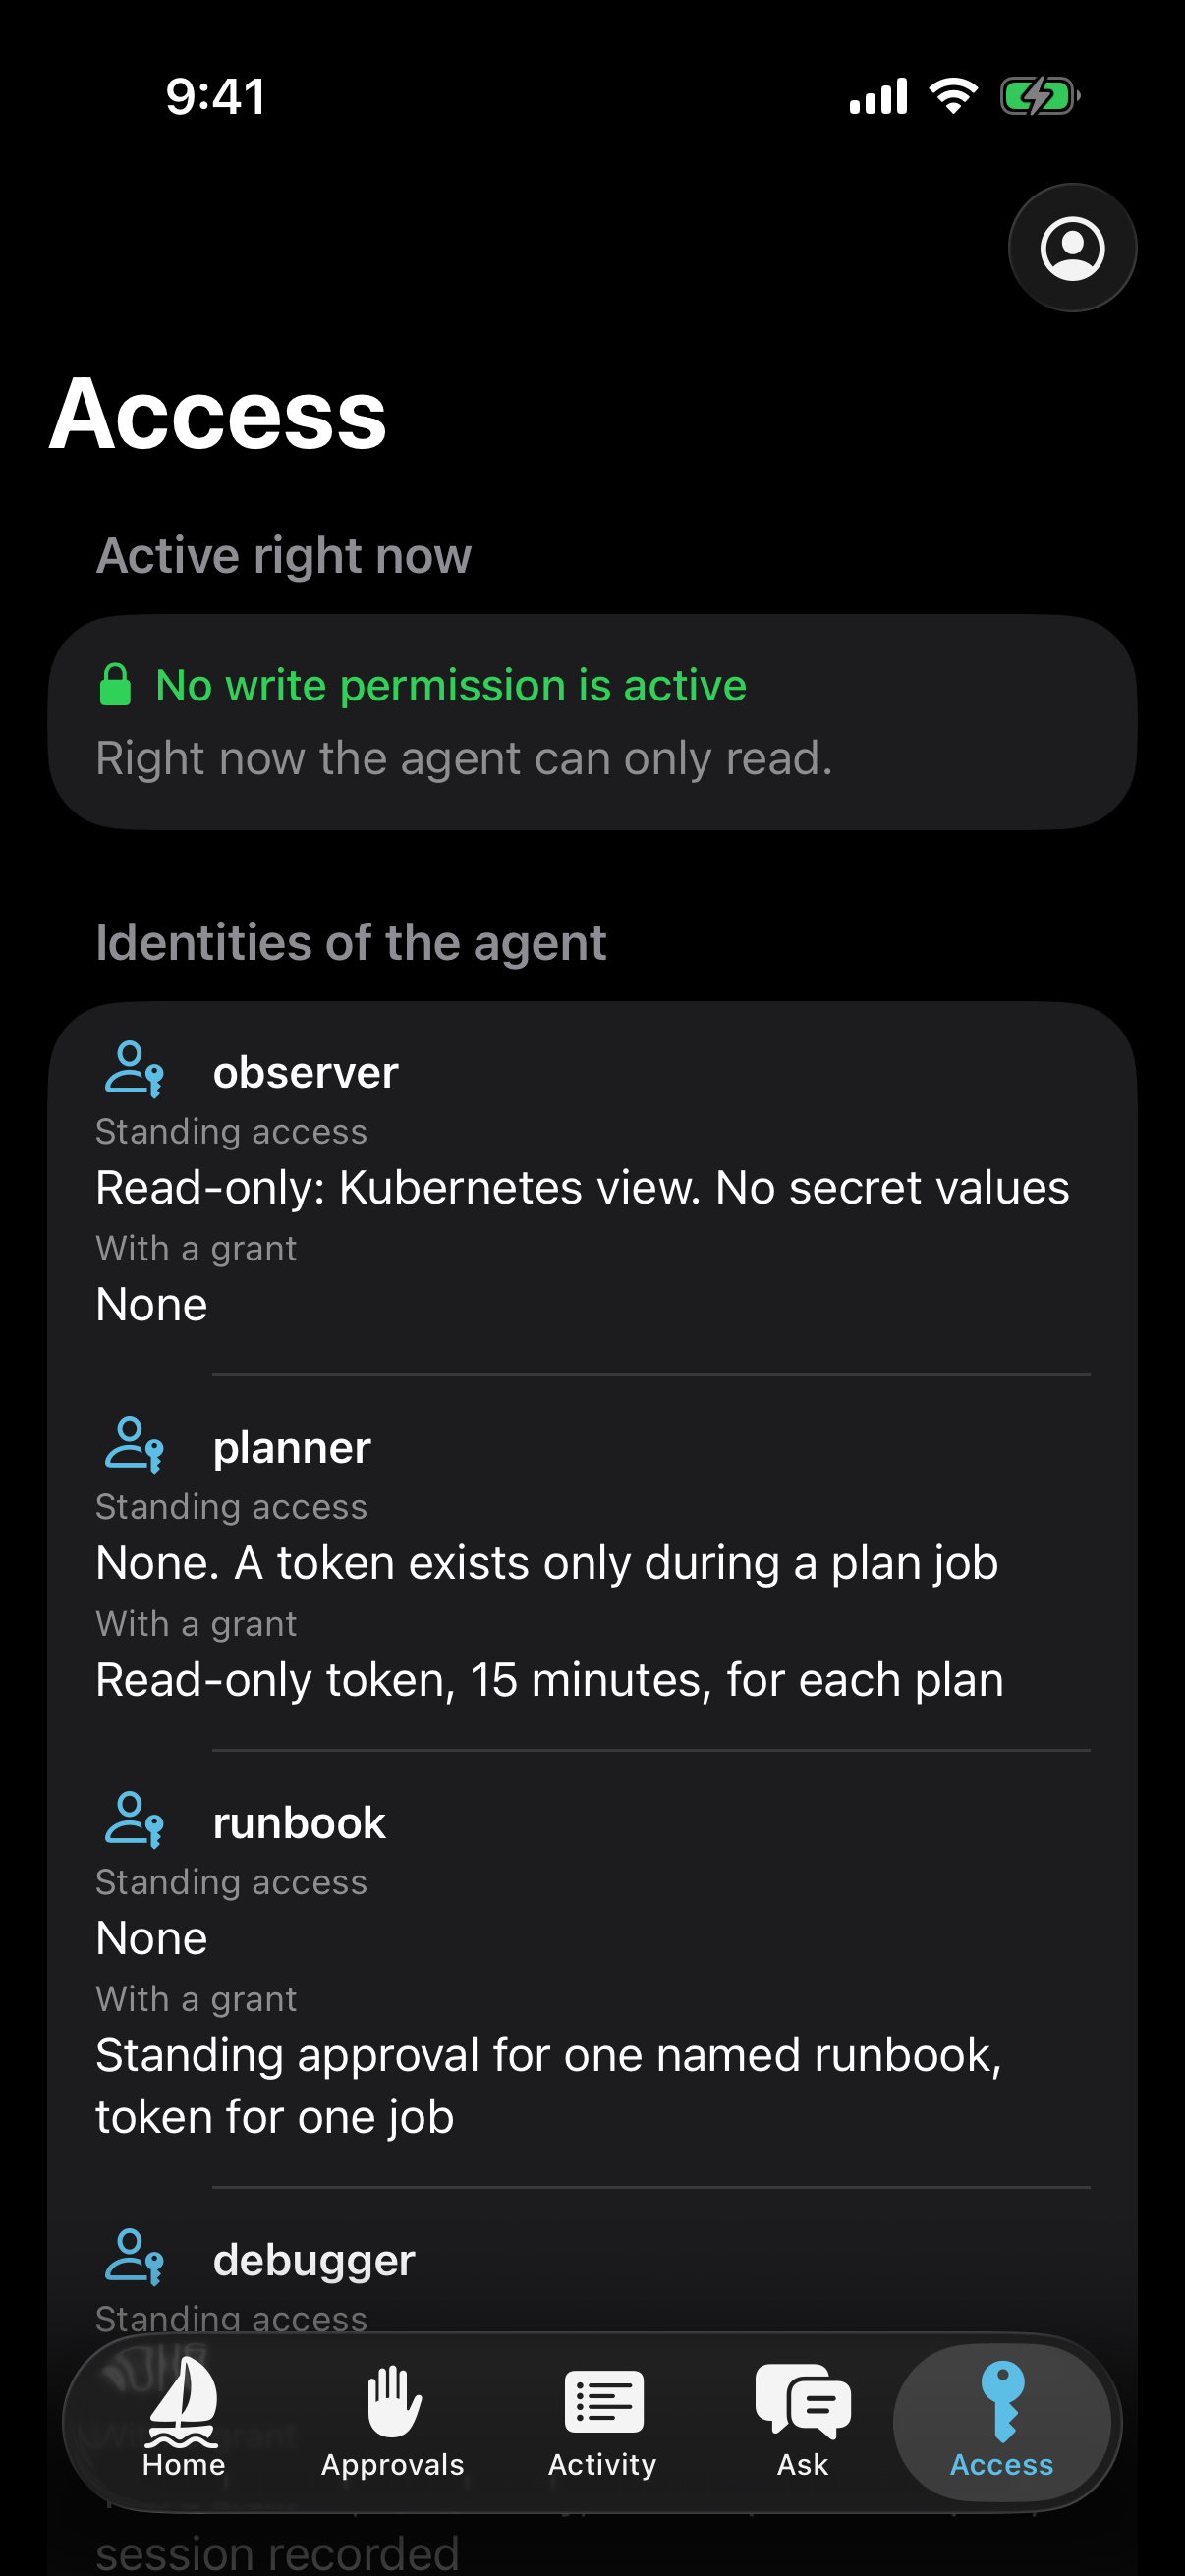 9:41
Access
Active right now
No write permission is active
Right now the agent can only read.
Identities of the agent
observer
Standing access
Read-only: Kubernetes view. No secret values
With a grant
None
planner
Standing access
None. A token exists only during a plan job
With a grant
Read-only token, 15 minutes, for each plan
runbook
Standing access
None
With a grant
Standing approval for one named runbook,
token for one job
debugger
Standing access
Home
Approvals
Activity
Ask
Access
session recorded